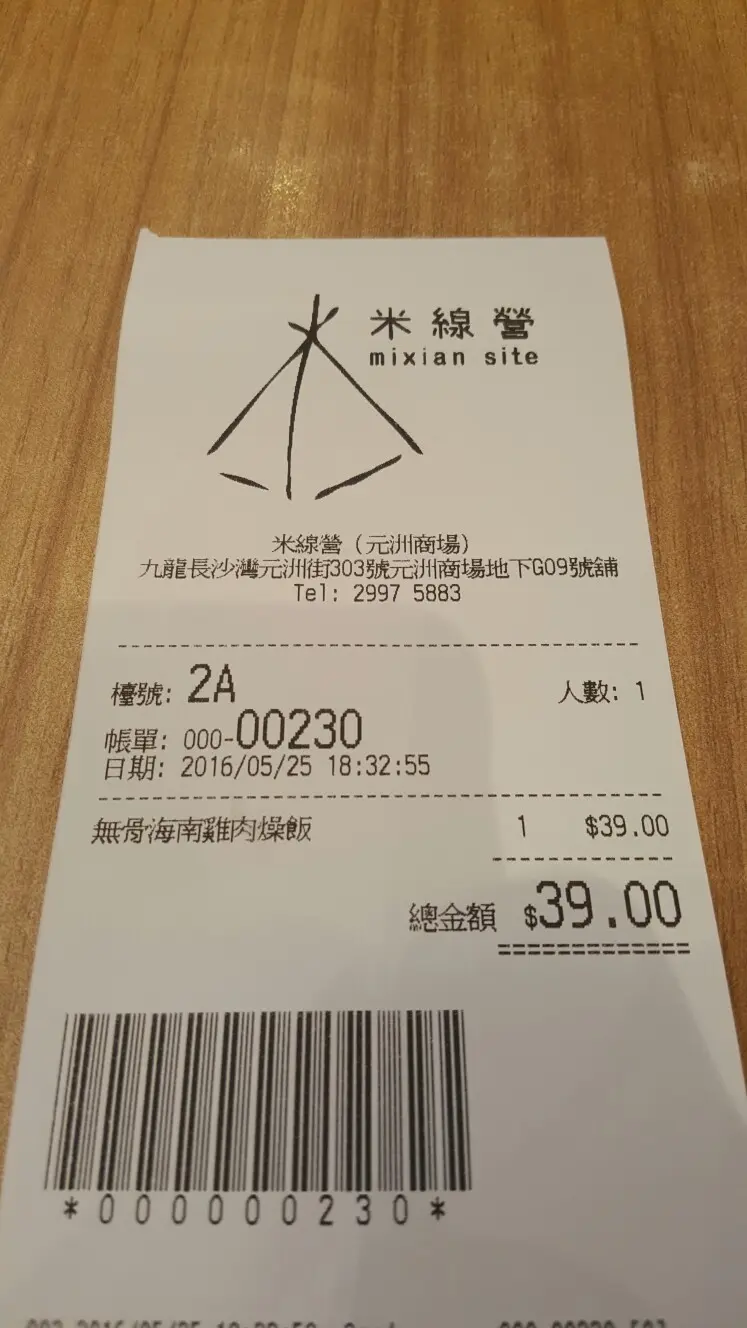 米線營
mixian site
米線營 (元洲商場)
九龍長沙灣元洲街303號元洲商場地下G09號舖
Tel: 2997 5883
檯號: 2A 人數: 1
帳單: 000-00230
日期: 2016/05/25 18:32:55
無骨海南雞肉燥飯 1 $39.00
總金額 $39.00
*000000230*